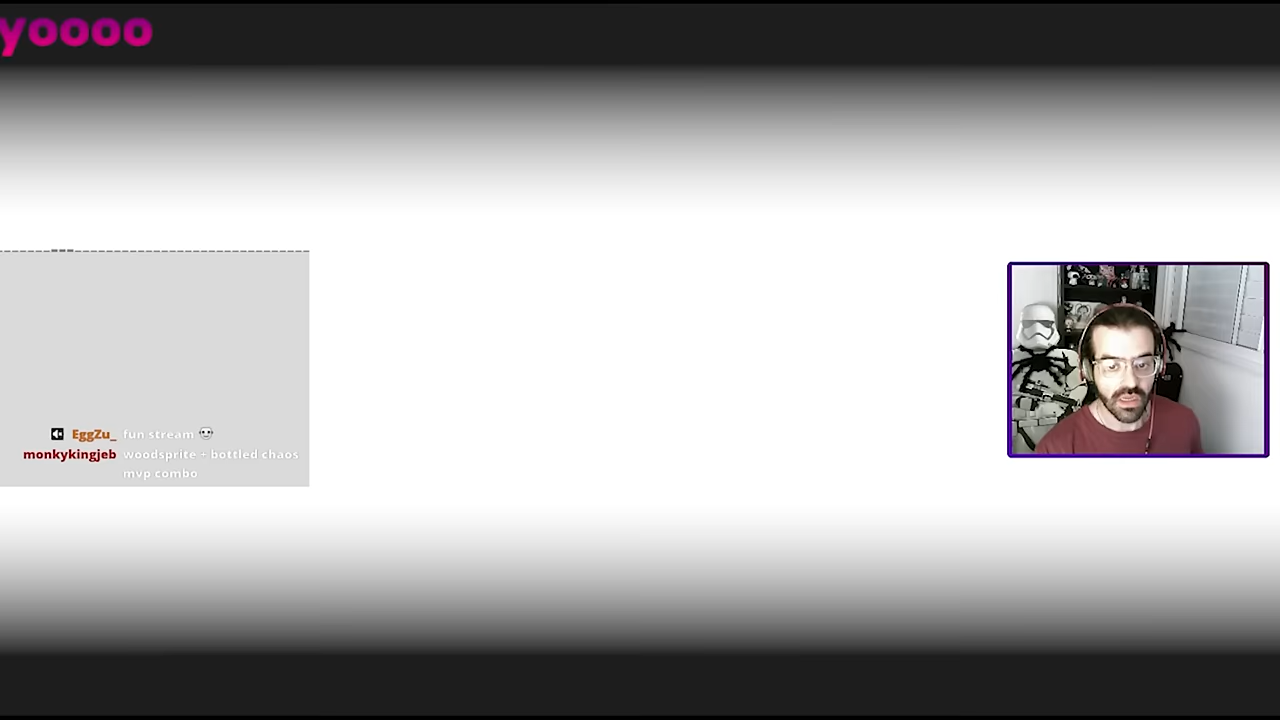 yoooo
EggZu_ fun stream
monkykingjeb woodsprite + bottled chaos
mvp combo